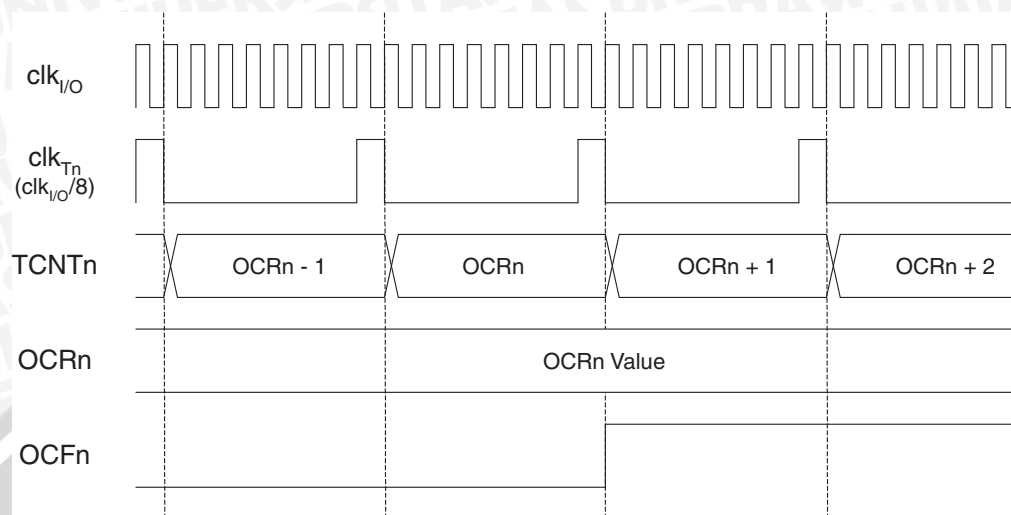 clkI/O
clkTn
(clkI/O/8)
TCNTn
OCRn - 1
OCRn
OCRn + 1
OCRn + 2
OCRn
OCRn Value
OCFn